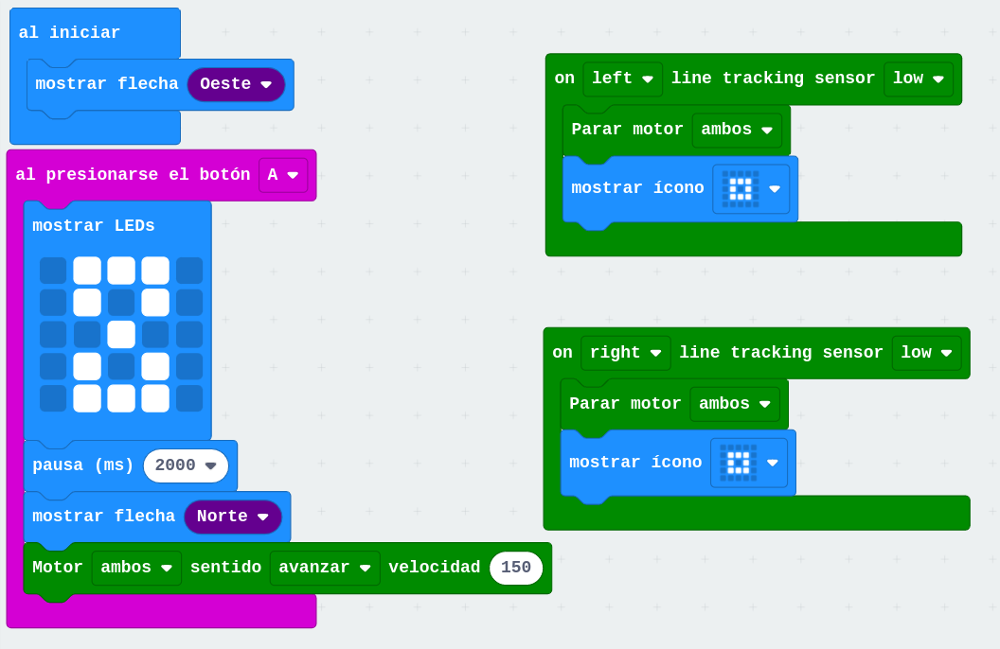 al iniciar
mostrar flecha Oeste
al presionarse el botón A
mostrar LEDs
pausa (ms) 2000
mostrar flecha Norte
Motor ambos sentido avanzar velocidad 150
on left line tracking sensor low
Parar motor ambos
mostrar ícono
on right line tracking sensor low
Parar motor ambos
mostrar ícono